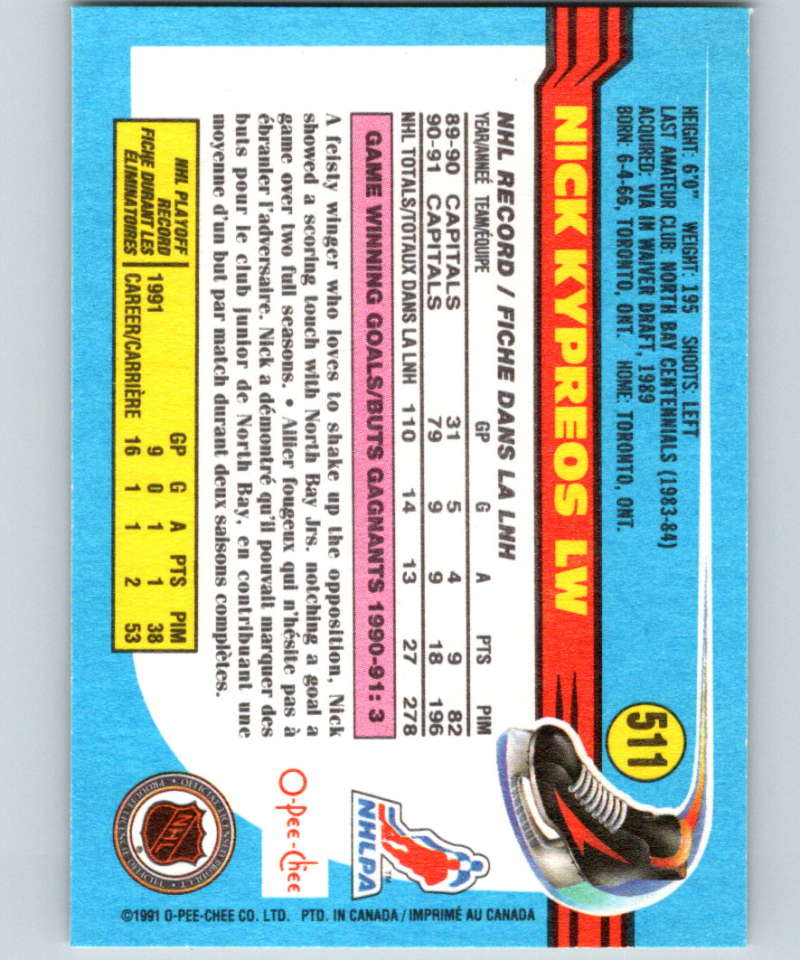 511
HEIGHT: 6'0" WEIGHT: 195 SHOOTS: LEFT
LAST AMATEUR CLUB: NORTH BAY CENTENNIALS (1983-84)
ACQUIRED: VIA IN WAIVER DRAFT, 1989
BORN: 6-4-66, TORONTO, ONT. HOME: TORONTO, ONT.
NICK KYPREOS LW
NHL RECORD / FICHE DANS LA LNH
YEAR/ANNÉE TEAM/ÉQUIPE GP G A PTS PIM
89-90 CAPITALS 31 5 4 9 82
90-91 CAPITALS 79 9 9 18 196
NHL TOTALS/TOTAUX DANS LA LNH 110 14 13 27 278
GAME WINNING GOALS/BUTS GAGNANTS 1990-91: 3
A feisty winger who loves to shake up the opposition, Nick
showed a scoring touch with North Bay Jrs. notching a goal a
game over two full seasons. • Ailier fougeux qui n'hésite pas à
ébranler l'adversaire, Nick a démontré qu'il pouvait marquer des
buts pour le club junior de North Bay, en contribuant une
moyenne d'un but par match durant deux saisons complètes.
NHL PLAYOFF
RECORD
FICHE DURANT LES
ÉLIMINATOIRES
GP G A PTS PIM
1991 9 0 1 1 38
CAREER/CARRIÈRE 16 1 1 2 53
NHLPA
TM
O-Pee-Chee
NHL
©1991 O-PEE-CHEE CO. LTD. PTD. IN CANADA / IMPRIMÉ AU CANADA